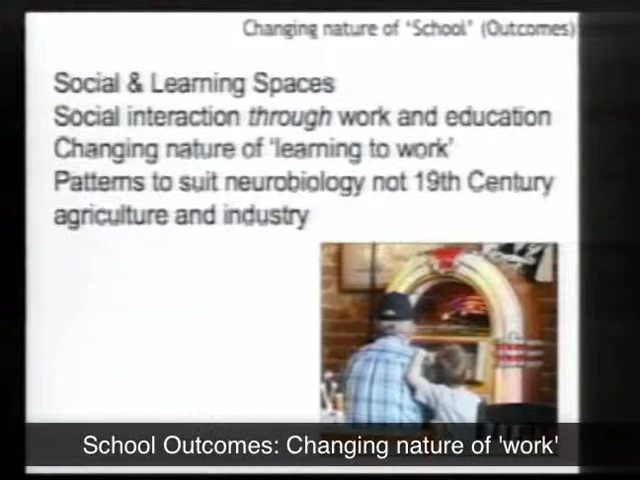 Changing nature of 'School' (Outcomes)
Social & Learning Spaces
Social interaction through work and education
Changing nature of 'learning to work'
Patterns to suit neurobiology not 19th Century
agriculture and industry
School Outcomes: Changing nature of 'work'